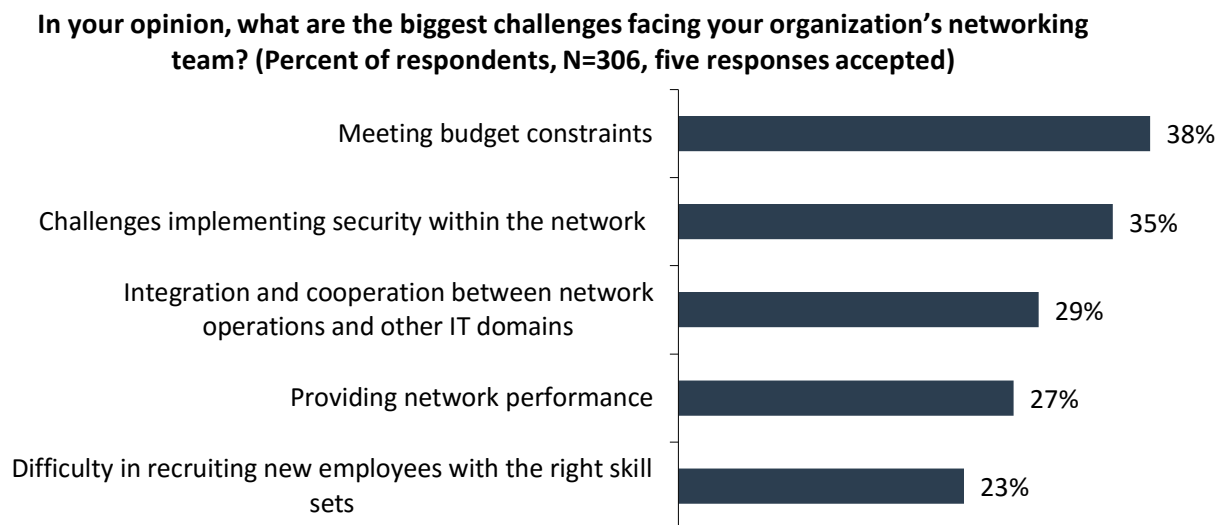 In your opinion, what are the biggest challenges facing your organization’s networking
team? (Percent of respondents, N=306, five responses accepted)
Meeting budget constraints
38%
Challenges implementing security within the network
35%
Integration and cooperation between network
operations and other IT domains
29%
Providing network performance
27%
Difficulty in recruiting new employees with the right skill
sets
23%